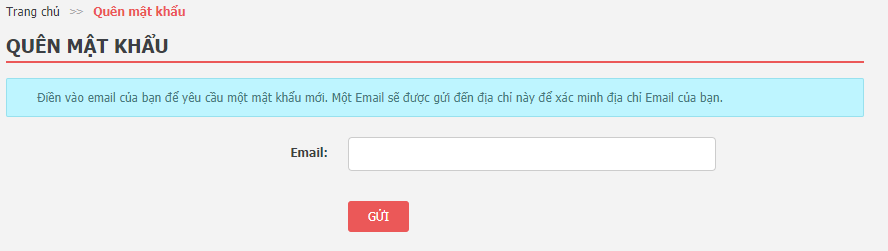 Trang chủ >> Quên mật khẩu
QUÊN MẬT KHẨU
Điền vào email của bạn để yêu cầu một mật khẩu mới. Một Email sẽ được gửi đến địa chỉ này để xác minh địa chỉ Email của bạn.
Email:
GỬI